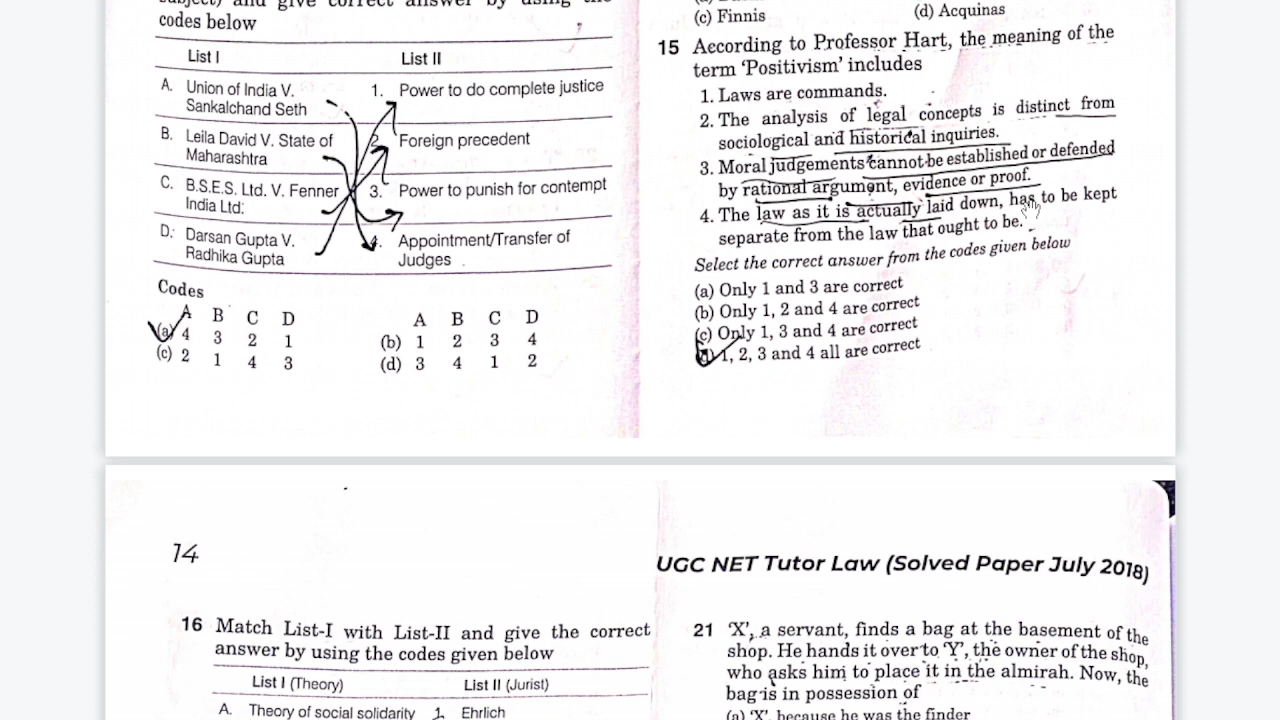 subject) and give correct answer by using the
codes below
List I List II
A. Union of India V. 1. Power to do complete justice
Sankalchand Seth
B. Leila David V. State of Foreign precedent
Maharashtra
C. B.S.E.S. Ltd. V. Fenner 3. Power to punish for contempt
India Ltd.
D. Darsan Gupta V. 4. Appointment/Transfer of
Radhika Gupta Judges
Codes
A B C D A B C D
(a) 4 3 2 1 (b) 1 2 3 4
(c) 2 1 4 3 (d) 3 4 1 2
(c) Finnis (d) Acquinas
15 According to Professor Hart, the meaning of the
term 'Positivism' includes
1. Laws are commands.
2. The analysis of legal concepts is distinct from
sociological and historical inquiries.
3. Moral judgements cannot be established or defended
by rational argument, evidence or proof.
4. The law as it is actually laid down, has to be kept
separate from the law that ought to be.
Select the correct answer from the codes given below
(a) Only 1 and 3 are correct
(b) Only 1, 2 and 4 are correct
(c) Only 1, 3 and 4 are correct
1, 2, 3 and 4 all are correct
14
UGC NET Tutor Law (Solved Paper July 2018)
16 Match List-I with List-II and give the correct
answer by using the codes given below
List I (Theory) List II (Jurist)
A. Theory of social solidarity 1. Ehrlich
21 'X', a servant, finds a bag at the basement of the
shop. He hands it over to 'Y', the owner of the shop,
who asks him to place it in the almirah. Now, the
bag is in possession of
(a) 'X', because he was the finder